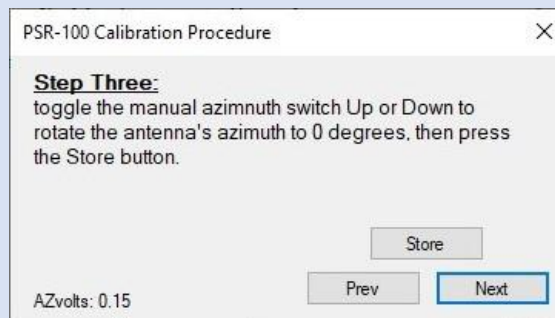 PSR-100 Calibration Procedure
Step Three:
toggle the manual azimnuth switch Up or Down to
rotate the antenna's azimuth to 0 degrees, then press
the Store button.
Store
Prev
Next
AZvolts: 0.15